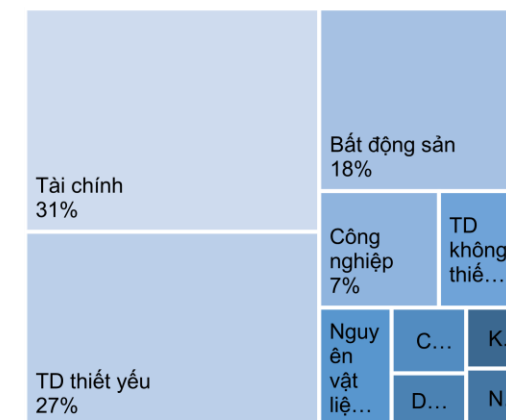 Tài chính
31%
TD thiết yếu
27%
Bất động sản
18%
Công
nghiệp
7%
TD
không
thiế…
Nguy
ên
vật
liệ…
C…
D…
K.
N.